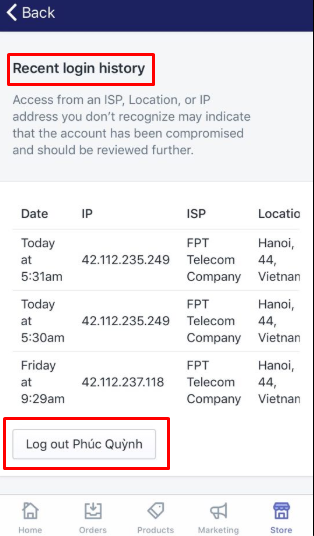 Back
Recent login history
Access from an ISP, Location, or IP
address you don’t recognize may indicate
that the account has been compromised
and should be reviewed further.
Date IP ISP Locatio
Today FPT Hanoi,
at 42.112.235.249 Telecom 44,
5:31am Company Vietnan
Today FPT Hanoi,
at 42.112.235.249 Telecom 44,
5:30am Company Vietnan
Friday FPT Hanoi,
at 42.112.237.118 Telecom 44,
9:29am Company Vietnan
Log out Phúc Quỳnh
Home Orders Products Marketing Store